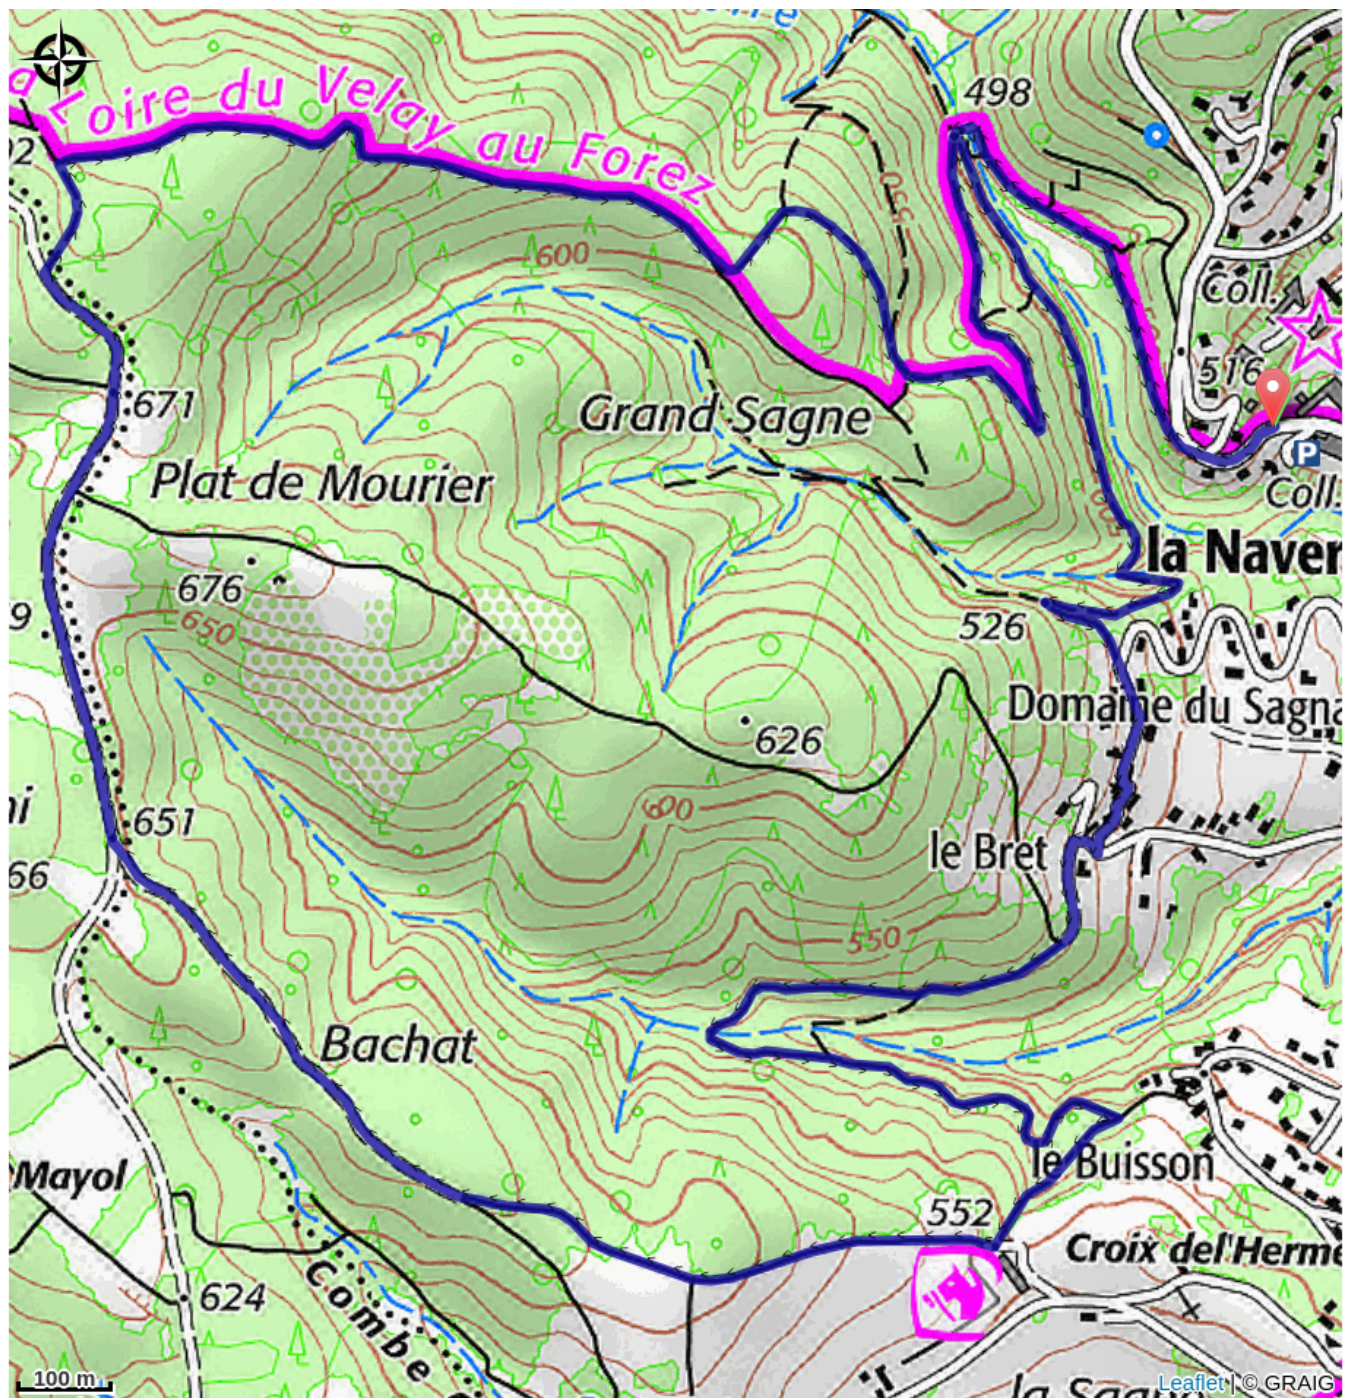 a Loire du Velay au Forez
498
550
600
Coll.
516
671
Grand Sagne
P
Coll.
Plat de Mourier
500
la Naver
676
650
526
Domaine du Sagna
626
600
651
ni
66
le Bret
550
Bachat
Mayol
le Buisson
552
Croix del'Herme
624
Combe
100 m
Leaflet | © GRAIG